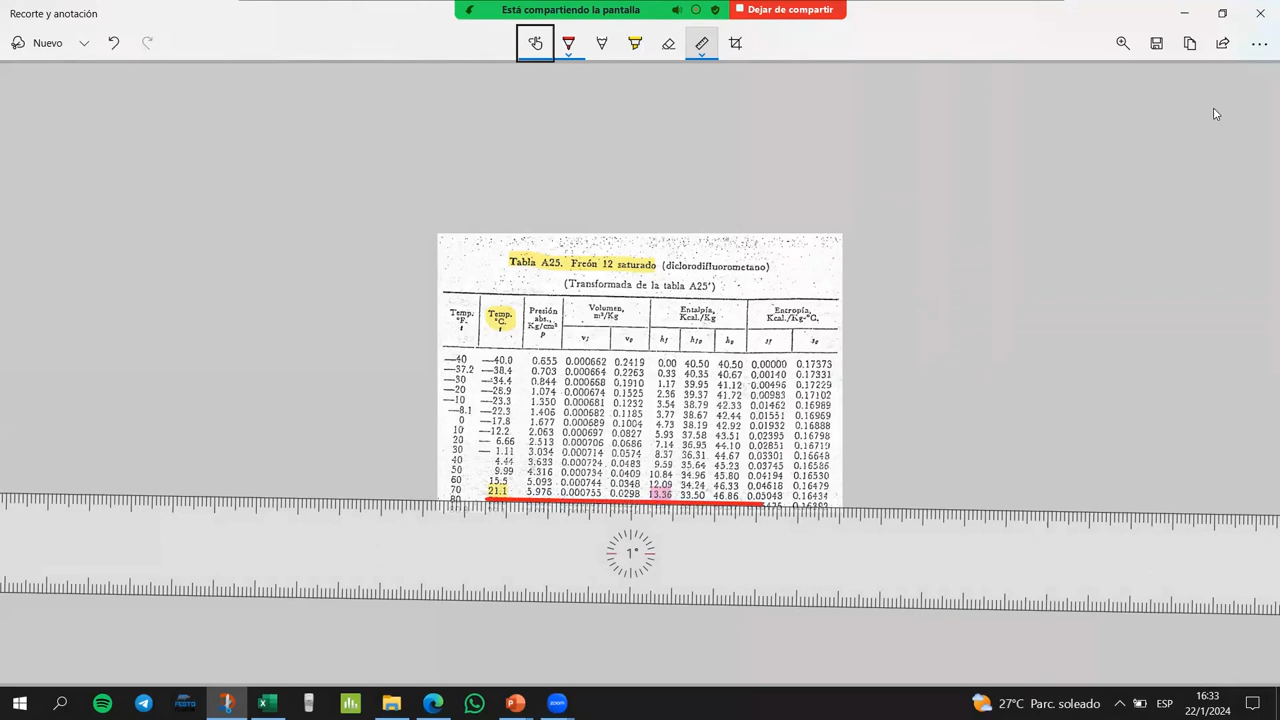 Está compartiendo la pantalla
Dejar de compartir
Recorte y anotación
Nuevo
Tabla A25. Freón 12 saturado (diclorodifluorometano)
(Transformada de la tabla A25')
Temp. °F. t
Temp. °C. t
Presión abs., Kg/cm² p
Volumen, m³/Kg
Entalpía, Kcal./Kg
Entropía, Kcal./Kg-°C.
vf vg hf hfg hg sf sg
—40 —40.0 0.655 0.000662 0.2419 0.00 40.50 40.50 0.00000 0.17373
—37.2 —38.4 0.703 0.000664 0.2263 0.33 40.35 40.67 0.00140 0.17331
—30 —34.4 0.844 0.000668 0.1910 1.17 39.95 41.12 0.00496 0.17229
—20 —28.9 1.074 0.000674 0.1525 2.36 39.37 41.72 0.00983 0.17102
—10 —23.3 1.350 0.000681 0.1232 3.54 38.79 42.33 0.01462 0.16989
—8.1 —22.3 1.406 0.000682 0.1185 3.77 38.67 42.44 0.01551 0.16969
0 —17.8 1.677 0.000689 0.1004 4.73 38.19 42.92 0.01932 0.16888
10 —12.2 2.063 0.000697 0.0827 5.93 37.58 43.51 0.02395 0.16798
20 — 6.66 2.513 0.000706 0.0686 7.14 36.95 44.10 0.02851 0.16719
30 — 1.11 3.034 0.000714 0.0574 8.37 36.31 44.67 0.03301 0.16648
40 4.44 3.633 0.000724 0.0483 9.59 35.64 45.23 0.03745 0.16586
50 9.99 4.316 0.000734 0.0409 10.84 34.96 45.80 0.04194 0.16530
60 15.5 5.093 0.000744 0.0348 12.09 34.24 46.33 0.04618 0.16479
70 21.1 5.976 0.000755 0.0298 13.36 33.50 46.86 0.05048 0.16434
80
1°
FESTO
zoom
27°C Parc. soleado
ESP
16:33
22/1/2024